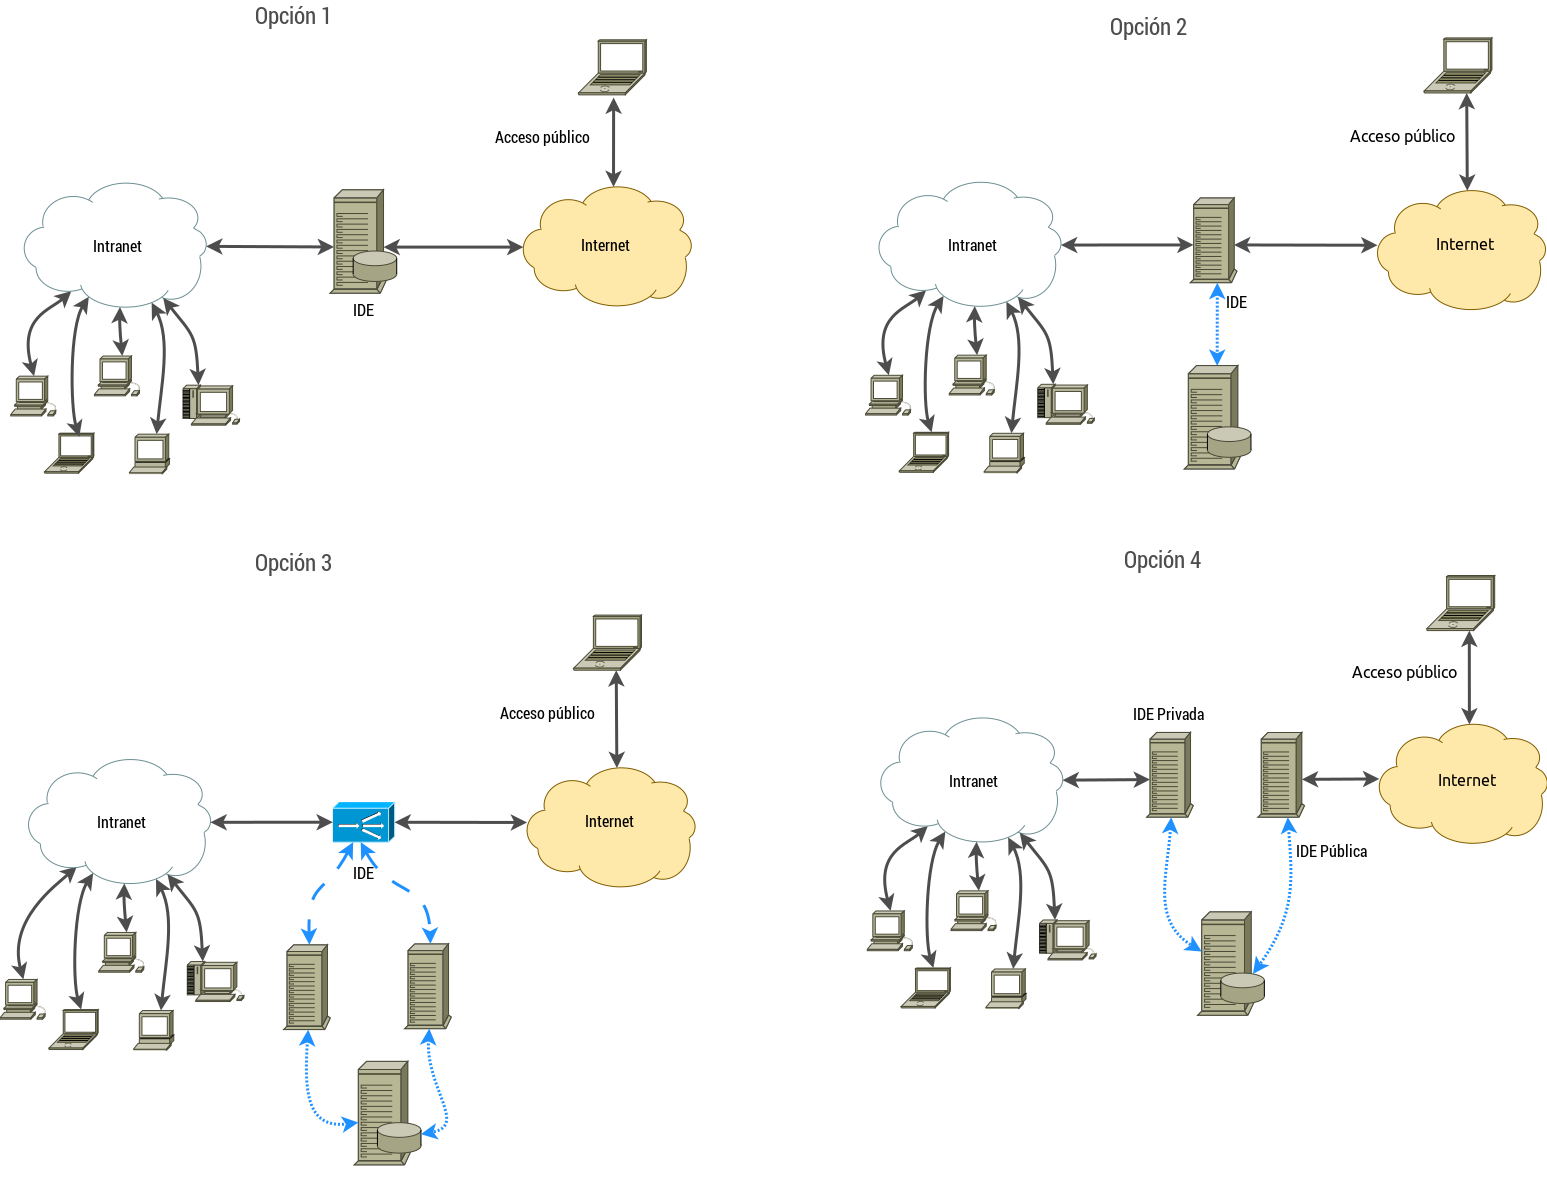 Opción 1
Acceso público
Intranet
Internet
IDE
Opción 2
Acceso público
Intranet
Internet
IDE
Opción 3
Acceso público
Intranet
Internet
IDE
Opción 4
Acceso público
IDE Privada
Intranet
Internet
IDE Pública